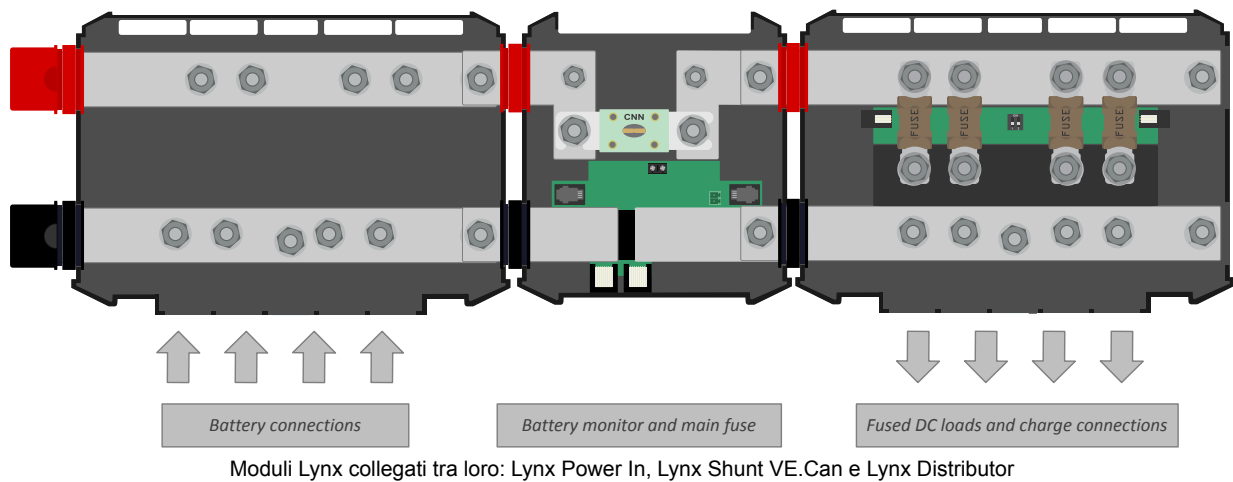 CNN
FUSE FUSE FUSE FUSE
Battery connections
Battery monitor and main fuse
Fused DC loads and charge connections
Moduli Lynx collegati tra loro: Lynx Power In, Lynx Shunt VE.Can e Lynx Distributor